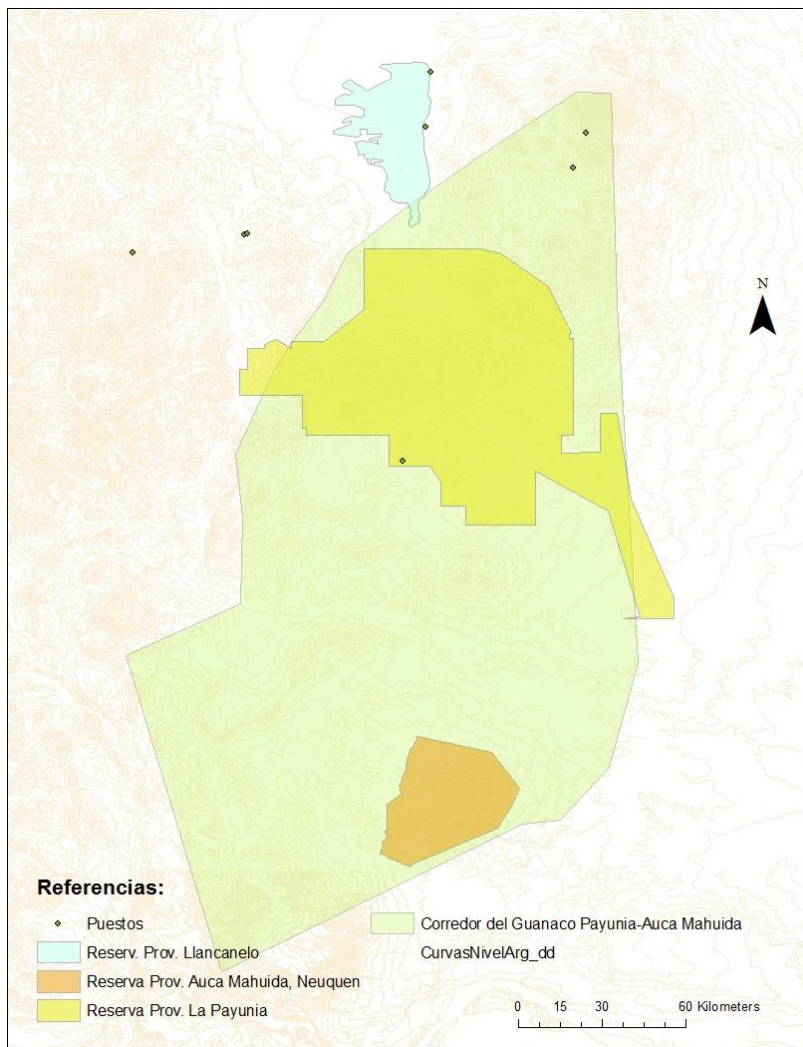 N
Referencias:
Puestos
Reserv. Prov. Llancanelo
Reserva Prov. Auca Mahuida, Neuquen
Reserva Prov. La Payunia
Corredor del Guanaco Payunia-Auca Mahuida
CurvasNivelArg_dd
0 15 30 60 Kilometers